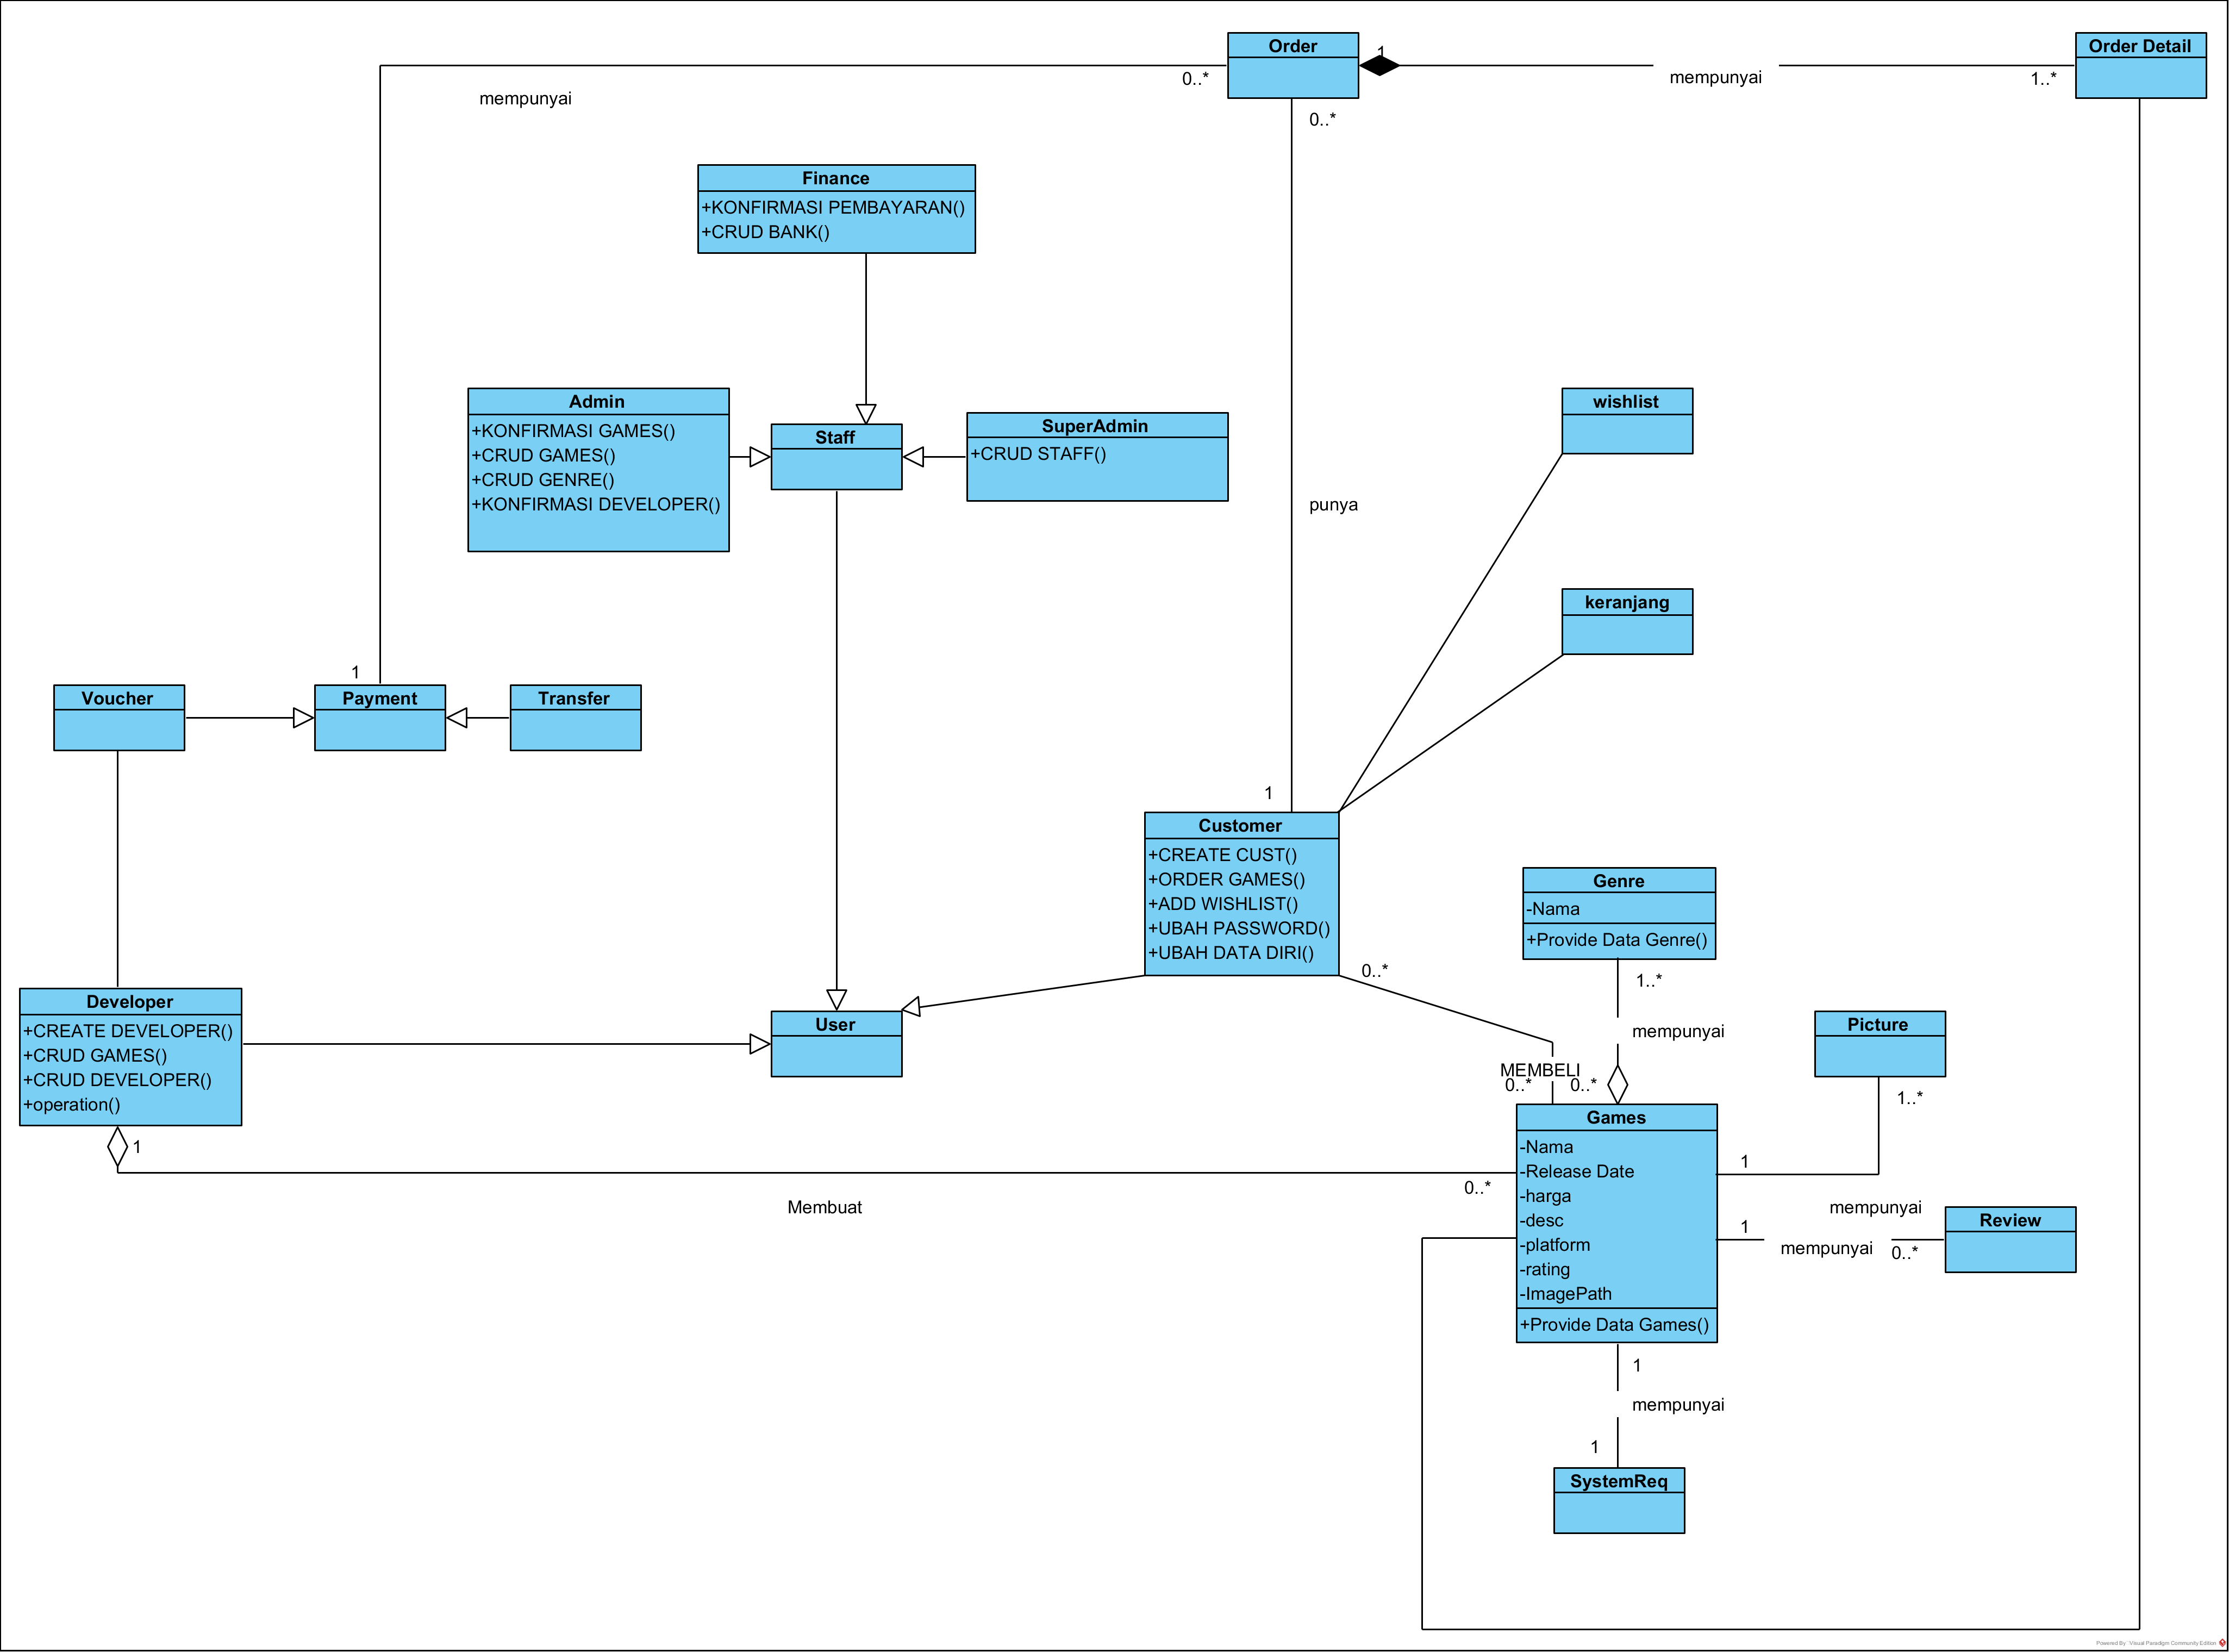 Order
1
Order Detail
0..*
mempunyai
1..*
mempunyai
0..*
Finance
+KONFIRMASI PEMBAYARAN()
+CRUD BANK()
Admin
+KONFIRMASI GAMES()
+CRUD GAMES()
+CRUD GENRE()
+KONFIRMASI DEVELOPER()
Staff
SuperAdmin
+CRUD STAFF()
wishlist
punya
keranjang
1
Voucher
Payment
Transfer
1
Customer
+CREATE CUST()
+ORDER GAMES()
+ADD WISHLIST()
+UBAH PASSWORD()
+UBAH DATA DIRI()
Genre
-Nama
+Provide Data Genre()
0..*
1..*
Developer
+CREATE DEVELOPER()
+CRUD GAMES()
+CRUD DEVELOPER()
+operation()
User
mempunyai
Picture
MEMBELI
0..*
0..*
1..*
1
Games
-Nama
-Release Date
-harga
-desc
-platform
-rating
-ImagePath
+Provide Data Games()
1
0..*
Membuat
mempunyai
Review
1
mempunyai
0..*
1
mempunyai
1
SystemReq
Powered By Visual Paradigm Community Edition